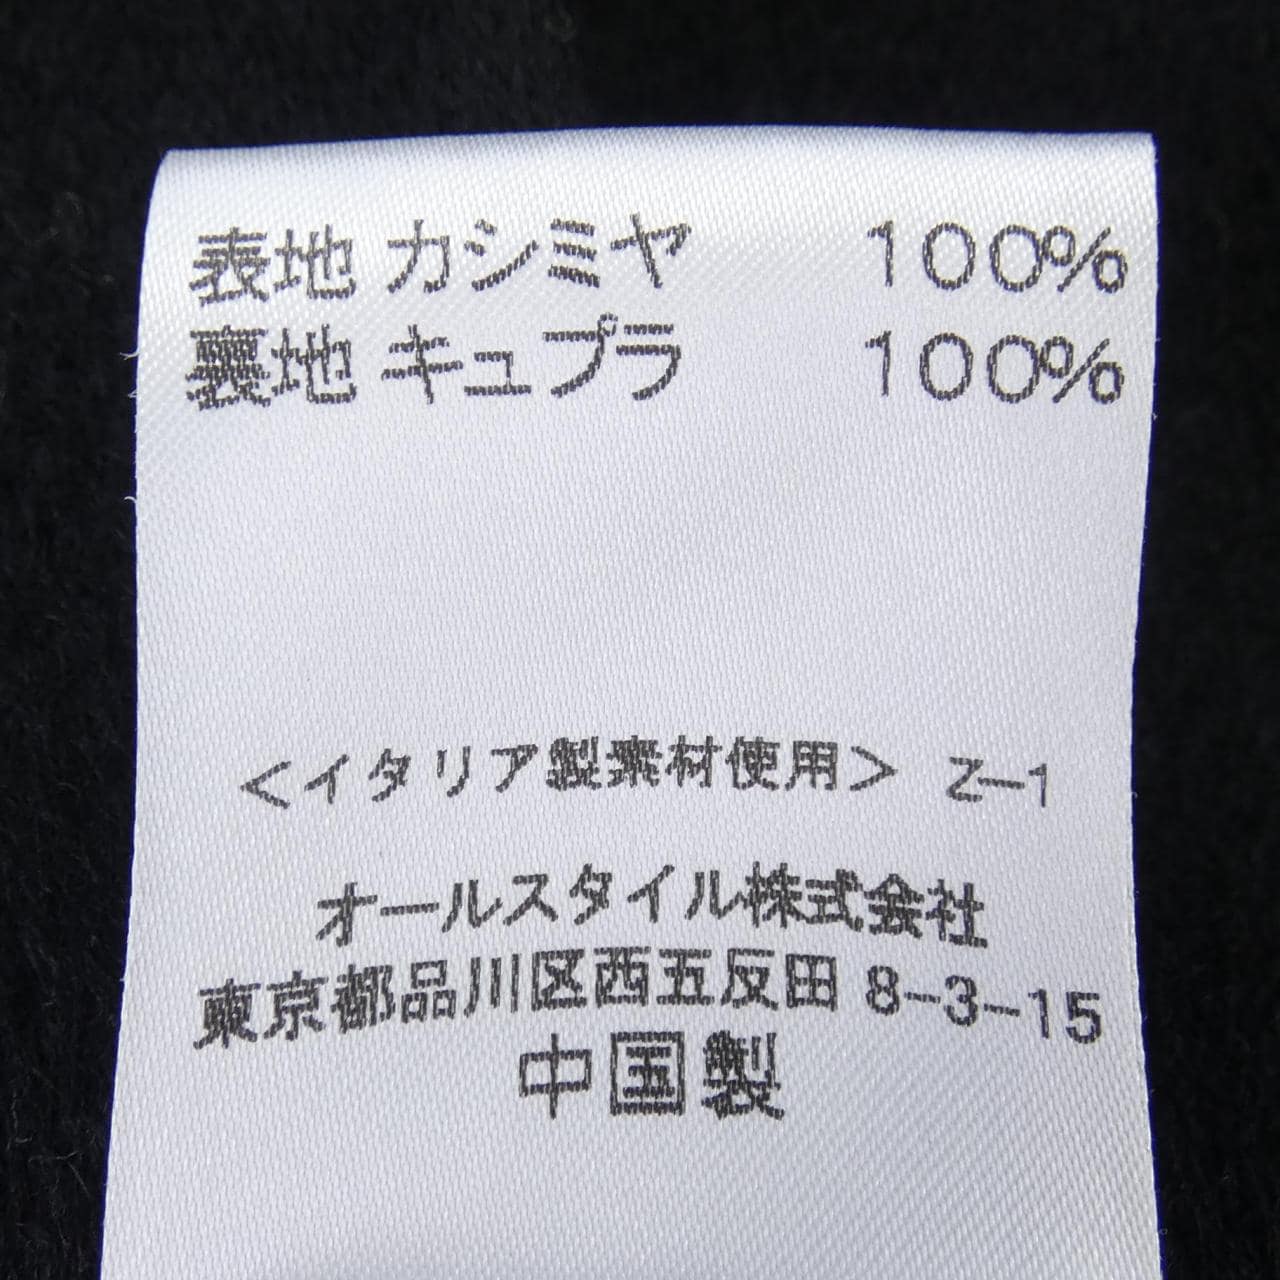 表地 カシミヤ 100%
裏地 キュプラ 100%
＜イタリア製素材使用＞ Z-1
オールスタイル株式会社
東京都品川区西五反田 8-3-15
中国製